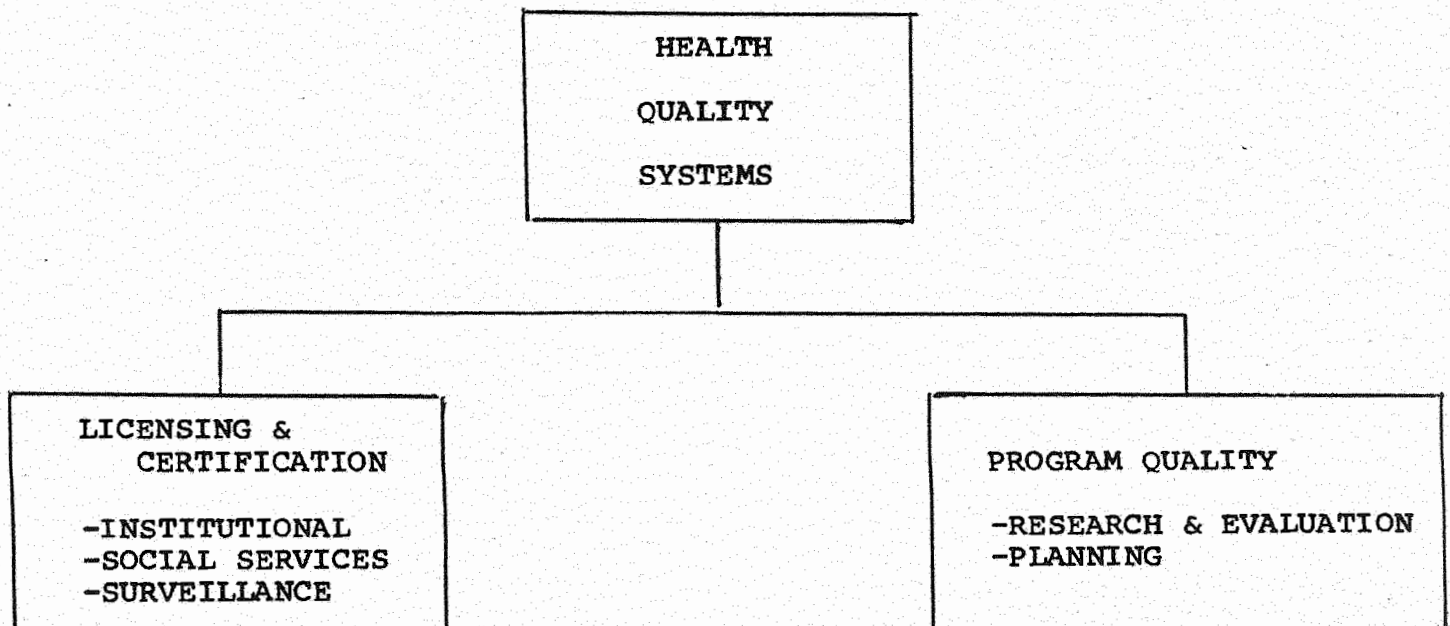 HEALTH
QUALITY
SYSTEMS
LICENSING &
CERTIFICATION
-INSTITUTIONAL
-SOCIAL SERVICES
-SURVEILLANCE
PROGRAM QUALITY
-RESEARCH & EVALUATION
-PLANNING